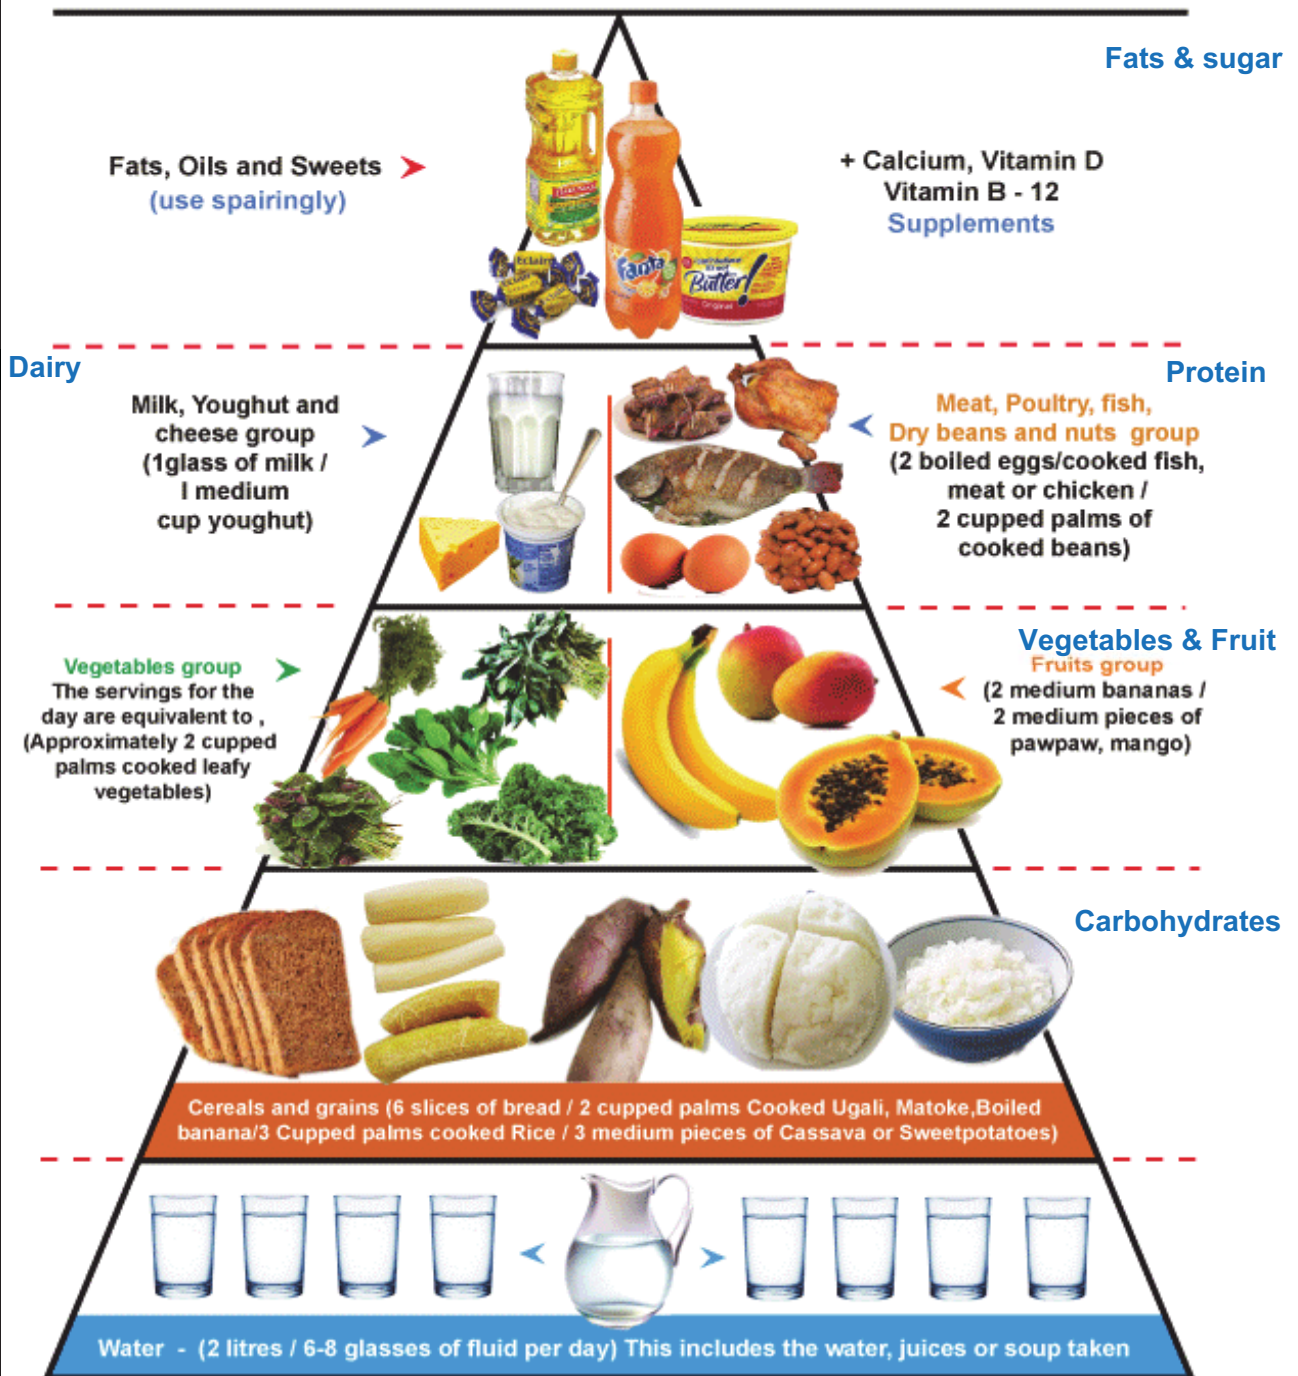 Fats & sugar
Fats, Oils and Sweets
(use spairingly)
+ Calcium, Vitamin D
Vitamin B - 12
Supplements
Eclairs
Fanta
Butter!
Original
Dairy
Milk, Youghut and
cheese group
(1glass of milk /
I medium
cup youghut)
Protein
Meat, Poultry, fish,
Dry beans and nuts group
(2 boiled eggs/cooked fish,
meat or chicken /
2 cupped palms of
cooked beans)
Vegetables group
The servings for the
day are equivalent to ,
(Approximately 2 cupped
palms cooked leafy
vegetables)
Vegetables & Fruit
Fruits group
(2 medium bananas /
2 medium pieces of
pawpaw, mango)
Carbohydrates
Cereals and grains (6 slices of bread / 2 cupped palms Cooked Ugali, Matoke,Boiled
banana/3 Cupped palms cooked Rice / 3 medium pieces of Cassava or Sweetpotatoes)
Water - (2 litres / 6-8 glasses of fluid per day) This includes the water, juices or soup taken